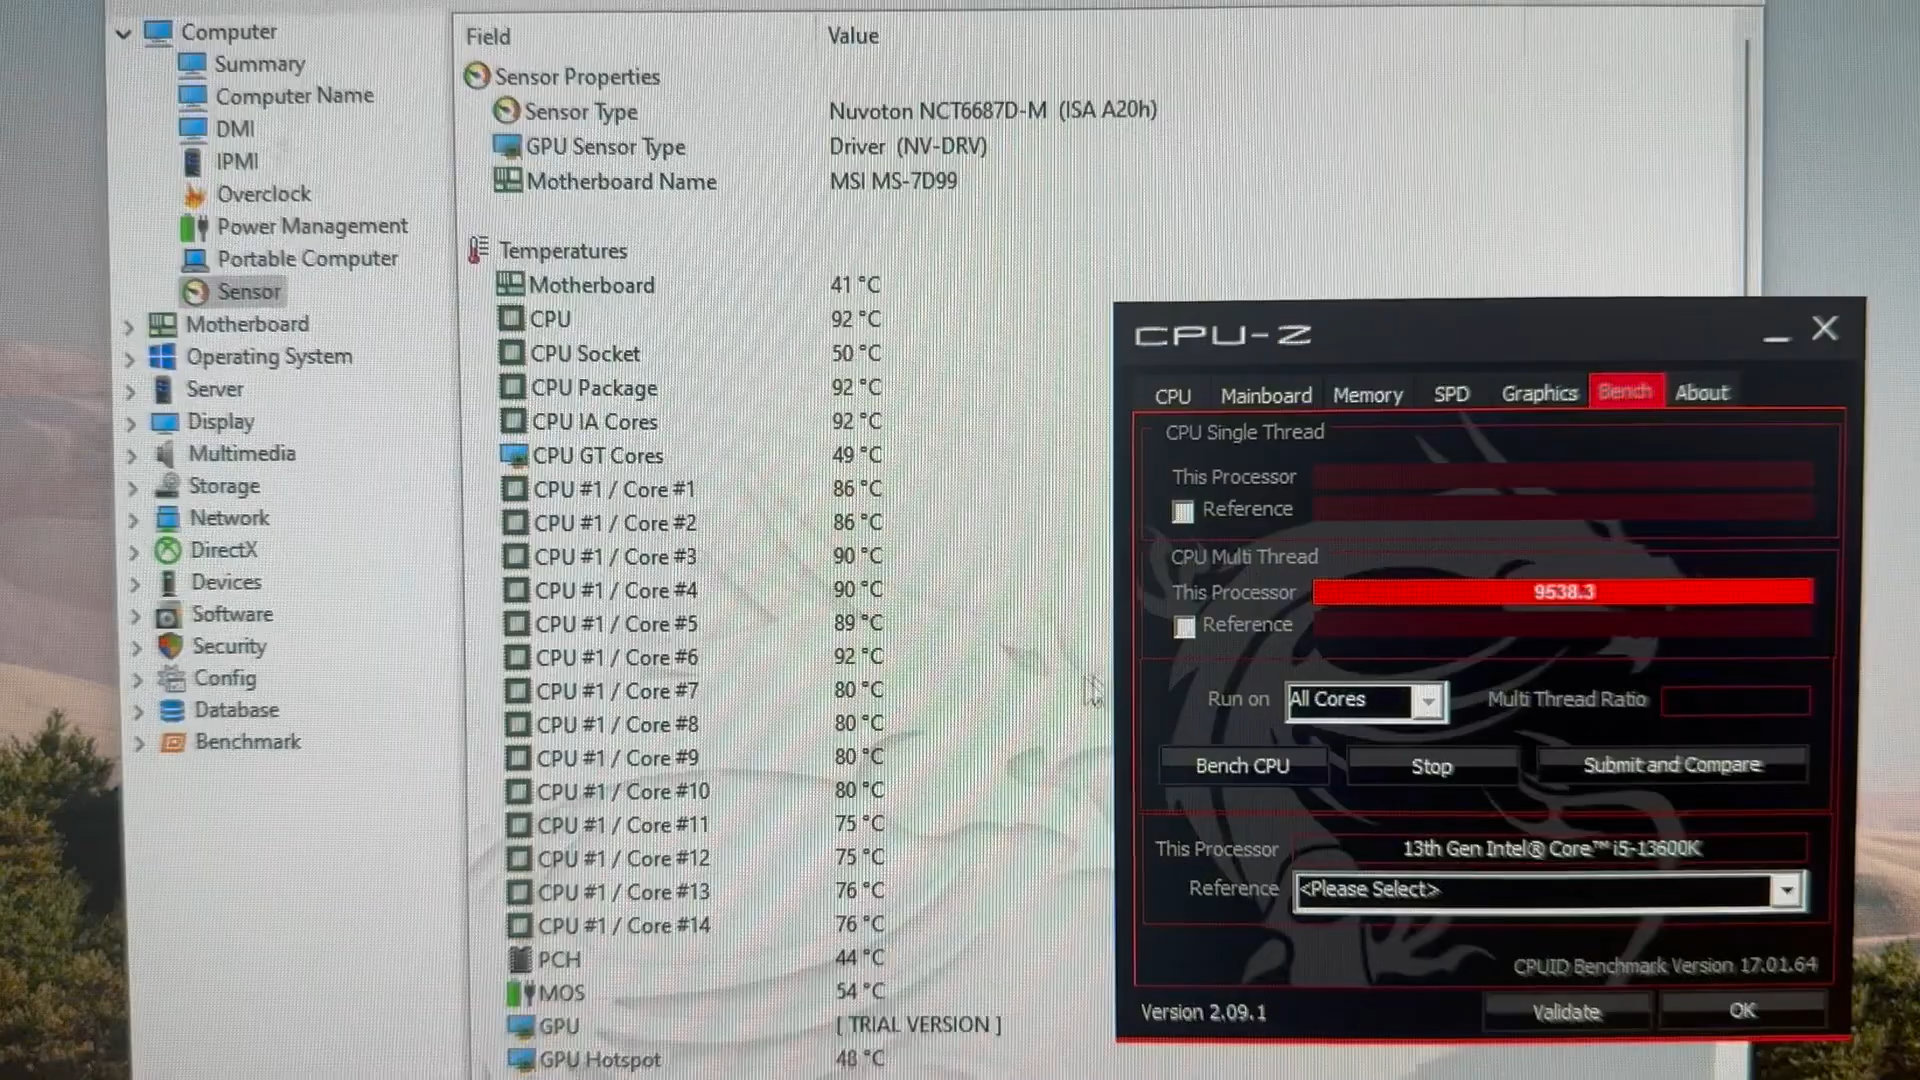 Computer
Summary
Computer Name
DMI
IPMI
Overclock
Power Management
Portable Computer
Sensor
Motherboard
Operating System
Server
Display
Multimedia
Storage
Network
DirectX
Devices
Software
Security
Config
Database
Benchmark
Field Value
Sensor Properties
Sensor Type Nuvoton NCT6687D-M (ISA A20h)
GPU Sensor Type Driver (NV-DRV)
Motherboard Name MSI MS-7D99
Temperatures
Motherboard 41 °C
CPU 92 °C
CPU Socket 50 °C
CPU Package 92 °C
CPU IA Cores 92 °C
CPU GT Cores 49 °C
CPU #1 / Core #1 86 °C
CPU #1 / Core #2 86 °C
CPU #1 / Core #3 90 °C
CPU #1 / Core #4 90 °C
CPU #1 / Core #5 89 °C
CPU #1 / Core #6 92 °C
CPU #1 / Core #7 80 °C
CPU #1 / Core #8 80 °C
CPU #1 / Core #9 80 °C
CPU #1 / Core #10 80 °C
CPU #1 / Core #11 75 °C
CPU #1 / Core #12 75 °C
CPU #1 / Core #13 76 °C
CPU #1 / Core #14 76 °C
PCH 44 °C
MOS 54 °C
GPU [ TRIAL VERSION ]
GPU Hotspot 48 °C
CPU-Z
CPU Mainboard Memory SPD Graphics Bench About
CPU Single Thread
This Processor
Reference
CPU Multi Thread
This Processor 9538.3
Reference
Run on All Cores Multi Thread Ratio
Bench CPU Stop Submit and Compare
This Processor 13th Gen Intel® Core™ i5-13600K
Reference <Please Select>
CPUID Benchmark Version 17.01.64
Version 2.09.1 Validate OK